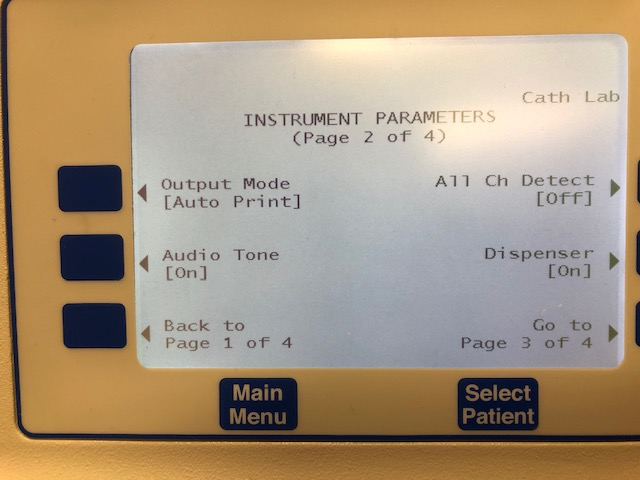 Cath Lab
INSTRUMENT PARAMETERS
(Page 2 of 4)
Output Mode
[Auto Print]
All Ch Detect
[Off]
Audio Tone
[On]
Dispenser
[On]
Back to
Page 1 of 4
Go to
Page 3 of 4
Main
Menu
Select
Patient